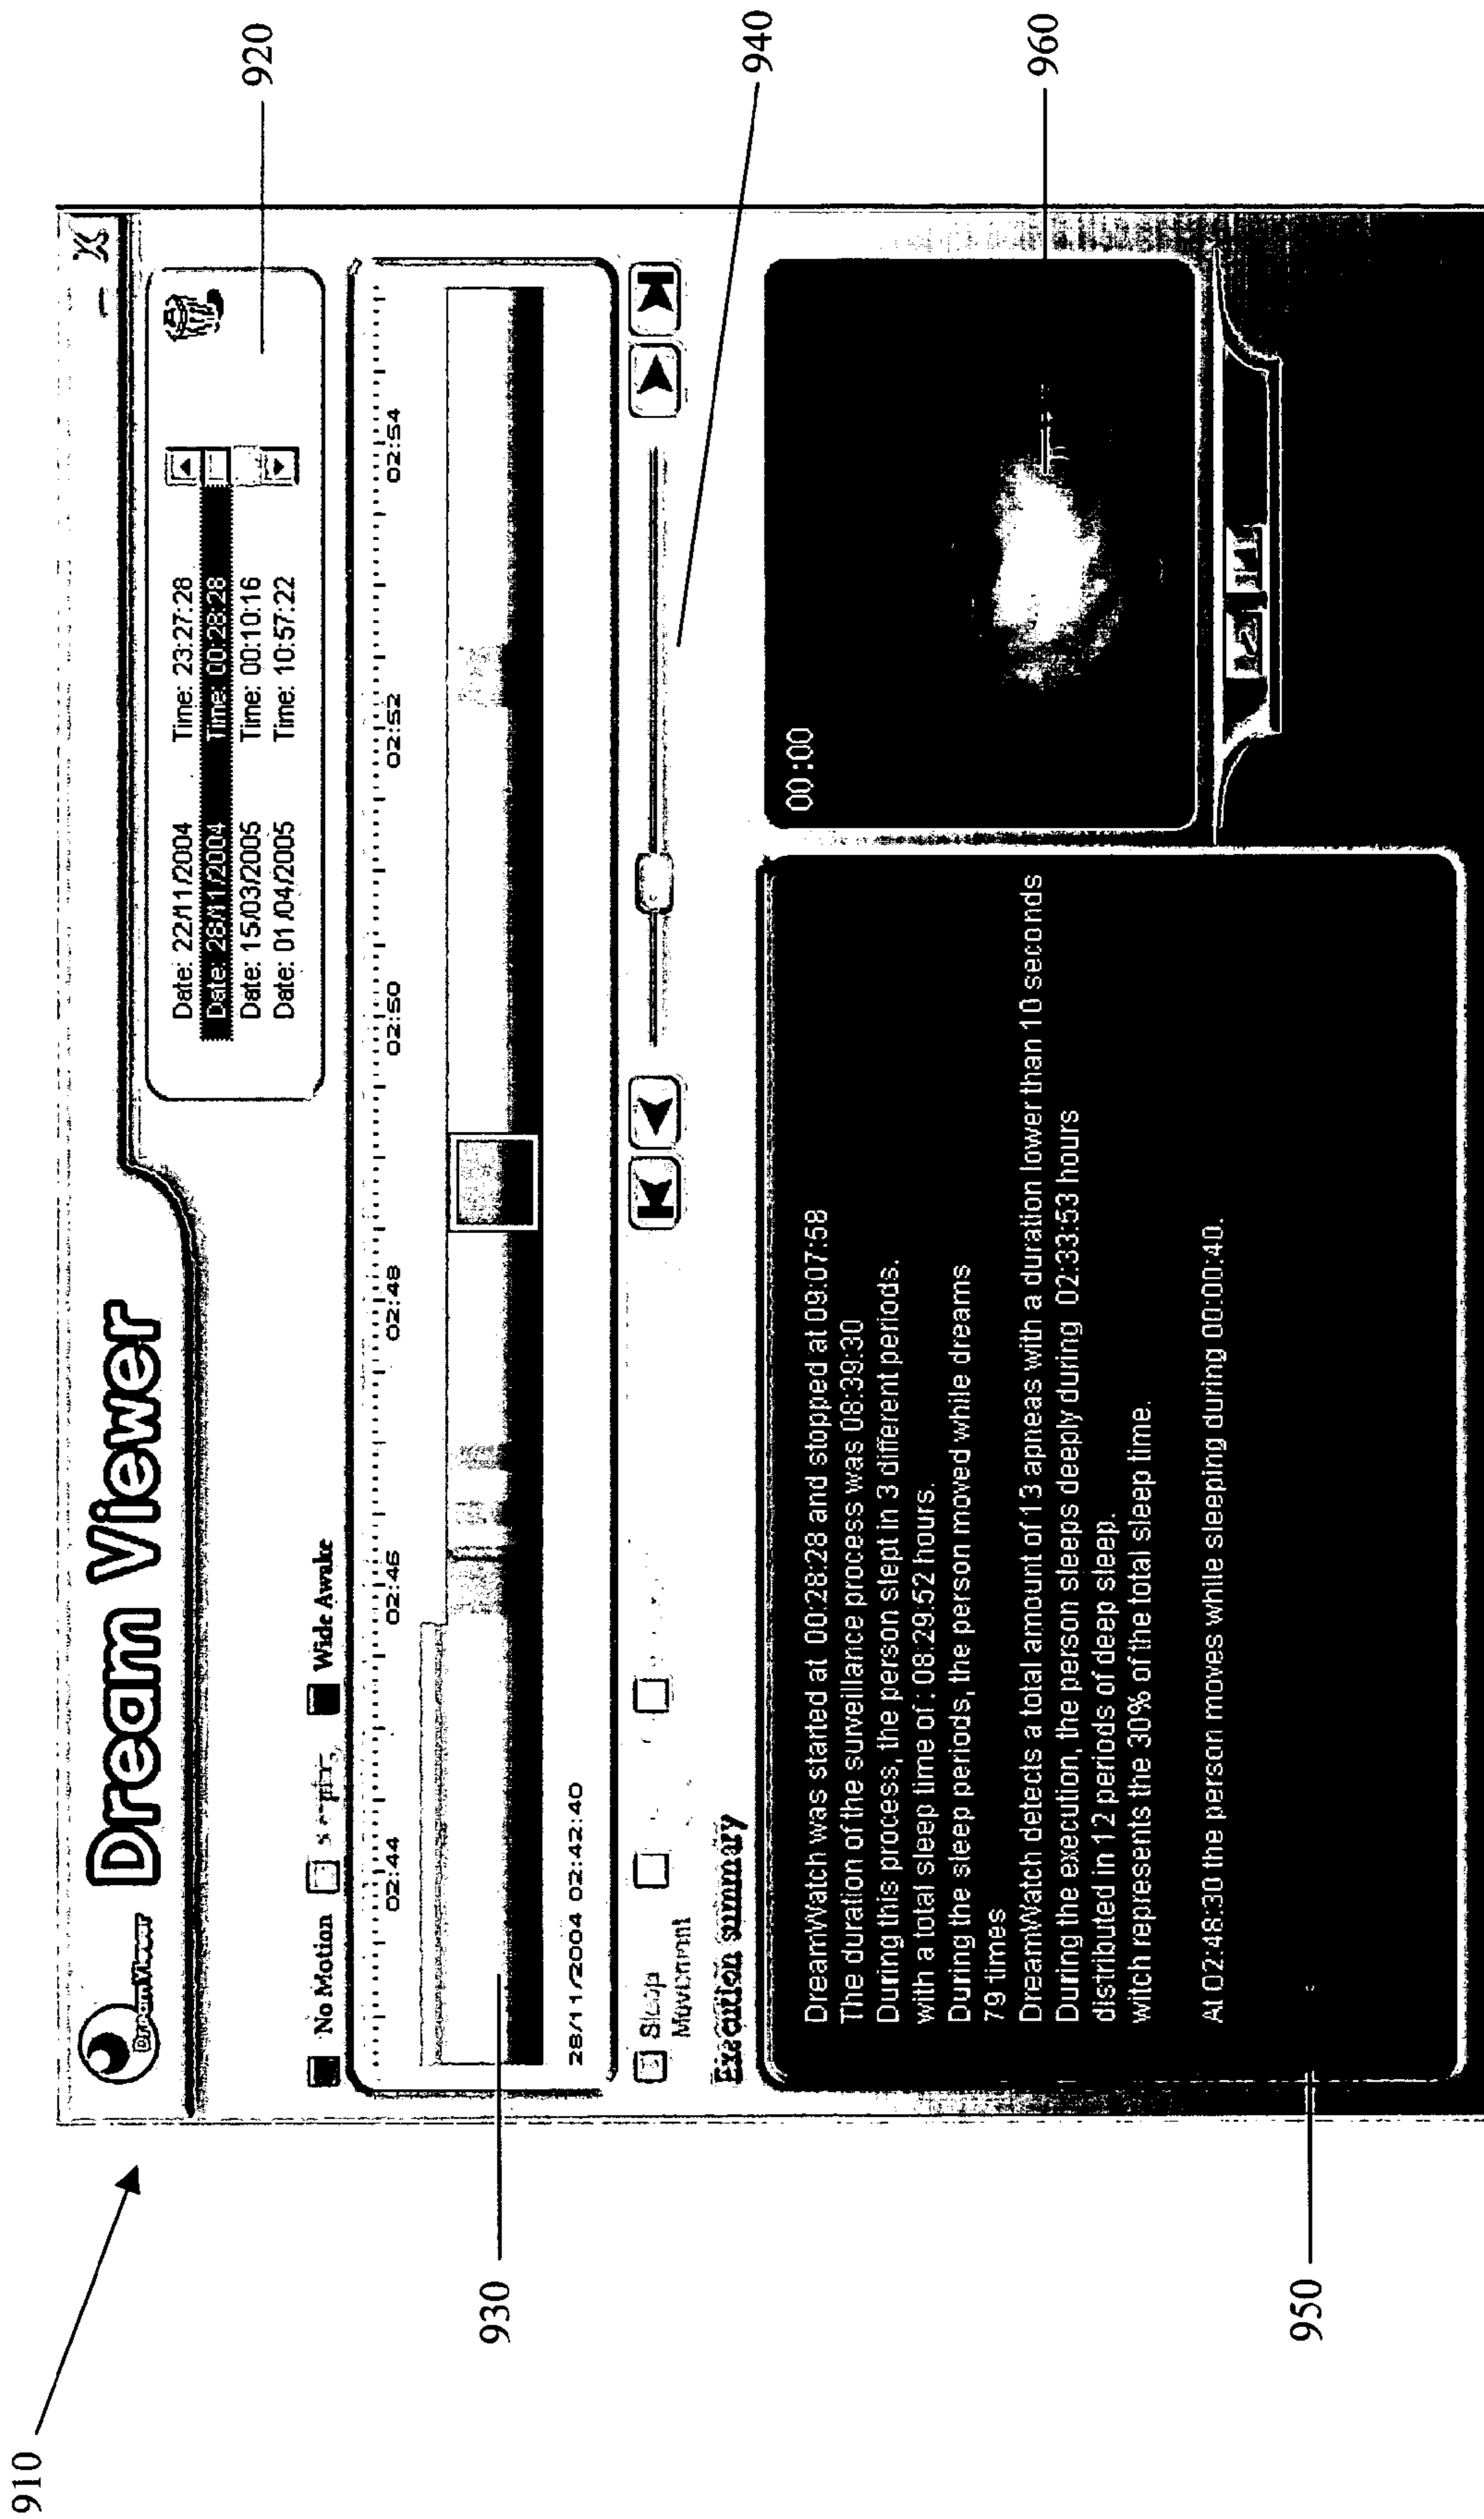 910
920
940
960
930
950
DreamViewer
Dream Viewer
Date: 22/11/2004 Time: 23:27:28
Date: 28/11/2004 Time: 00:28:28
Date: 15/03/2005 Time: 00:10:16
Date: 01/04/2005 Time: 10:57:22
No Motion Wide Awake
02:44 02:46 02:48 02:50 02:52 02:54
28/11/2004 02:42:40
Sleep
Movement
Execution summary
DreamWatch was started at 00:28:28 and stopped at 09:07:58
The duration of the surveillance process was 08:39:30
During this process, the person slept in 3 different periods.
with a total sleep time of : 08:29:52 hours.
During the sleep periods, the person moved while dreams
79 times
DreamWatch detects a total amount of 13 apneas with a duration lower than 10 seconds
During the execution, the person sleeps deeply during 02:33:53 hours
distributed in 12 periods of deep sleep.
witch represents the 30% of the total sleep time.
At 02:48:30 the person moves while sleeping during 00:00:40.
00:00